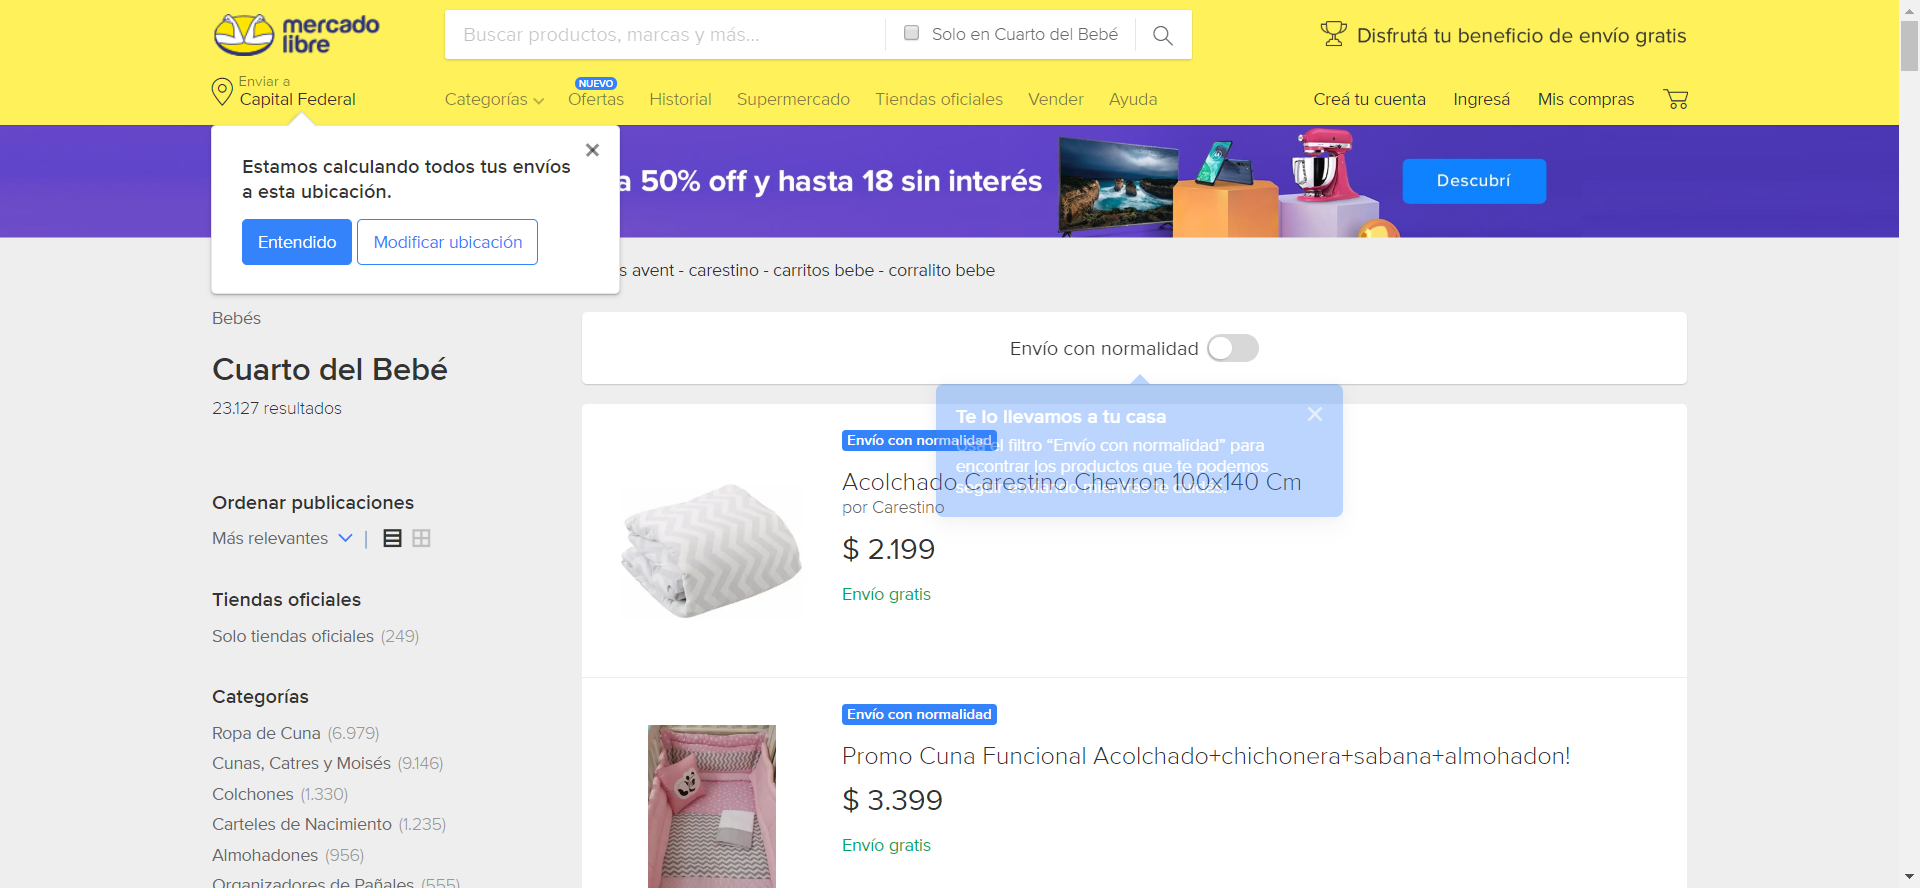 mercado
libre
Buscar productos, marcas y más...
Solo en Cuarto del Bebé
Disfrutá tu beneficio de envío gratis
Enviar a
Capital Federal
Categorías
NUEVO
Ofertas
Historial
Supermercado
Tiendas oficiales
Vender
Ayuda
Creá tu cuenta
Ingresá
Mis compras
Estamos calculando todos tus envíos
a esta ubicación.
Entendido
Modificar ubicación
a 50% off y hasta 18 sin interés
Descubrí
s avent - carestino - carritos bebe - corralito bebe
Bebés
Cuarto del Bebé
23.127 resultados
Ordenar publicaciones
Más relevantes
Tiendas oficiales
Solo tiendas oficiales (249)
Categorías
Ropa de Cuna (6.979)
Cunas, Catres y Moisés (9.146)
Colchones (1.330)
Carteles de Nacimiento (1.235)
Almohadones (956)
Organizadores de Pañales (555)
Envío con normalidad
Te lo llevamos a tu casa
Usá el filtro “Envío con normalidad” para
encontrar los productos que te podemos
seguir enviando mientras te cuidas.
Envío con normalidad
Acolchado Carestino Chevron 100x140 Cm
por Carestino
$ 2.199
Envío gratis
Envío con normalidad
Promo Cuna Funcional Acolchado+chichonera+sabana+almohadon!
$ 3.399
Envío gratis